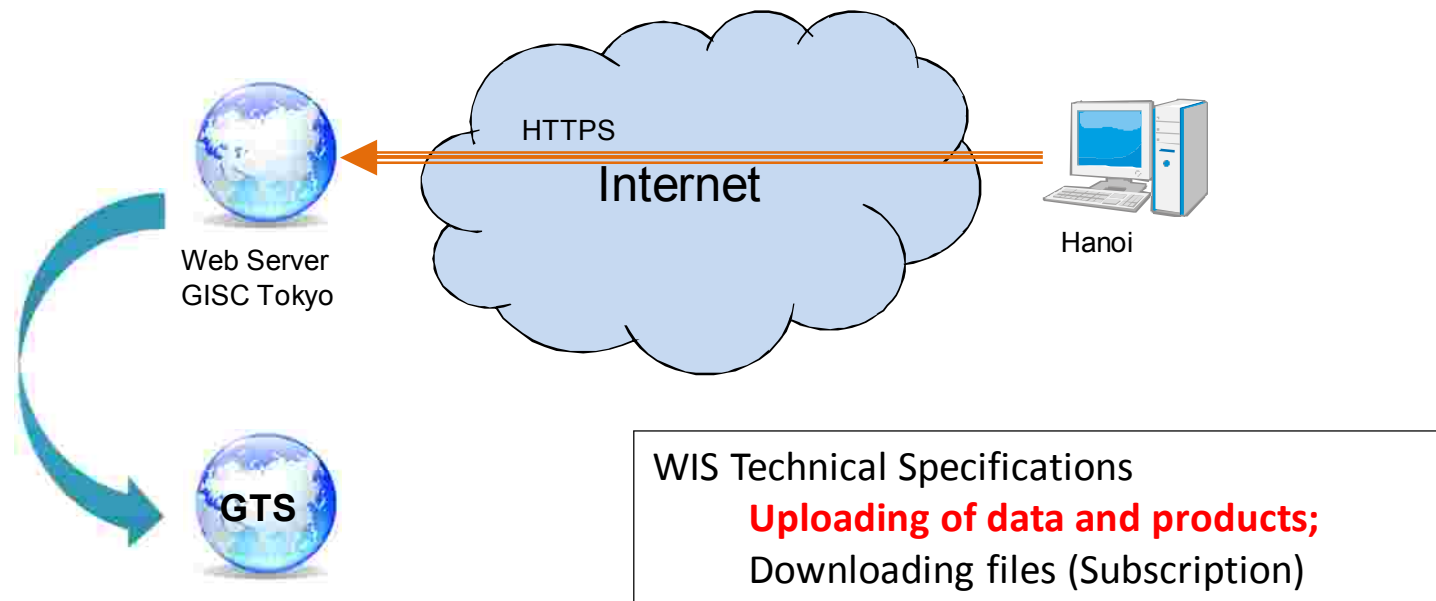 HTTPS
Internet
Hanoi
Web Server
GISC Tokyo
GTS
WIS Technical Specifications
Uploading of data and products;
Downloading files (Subscription)